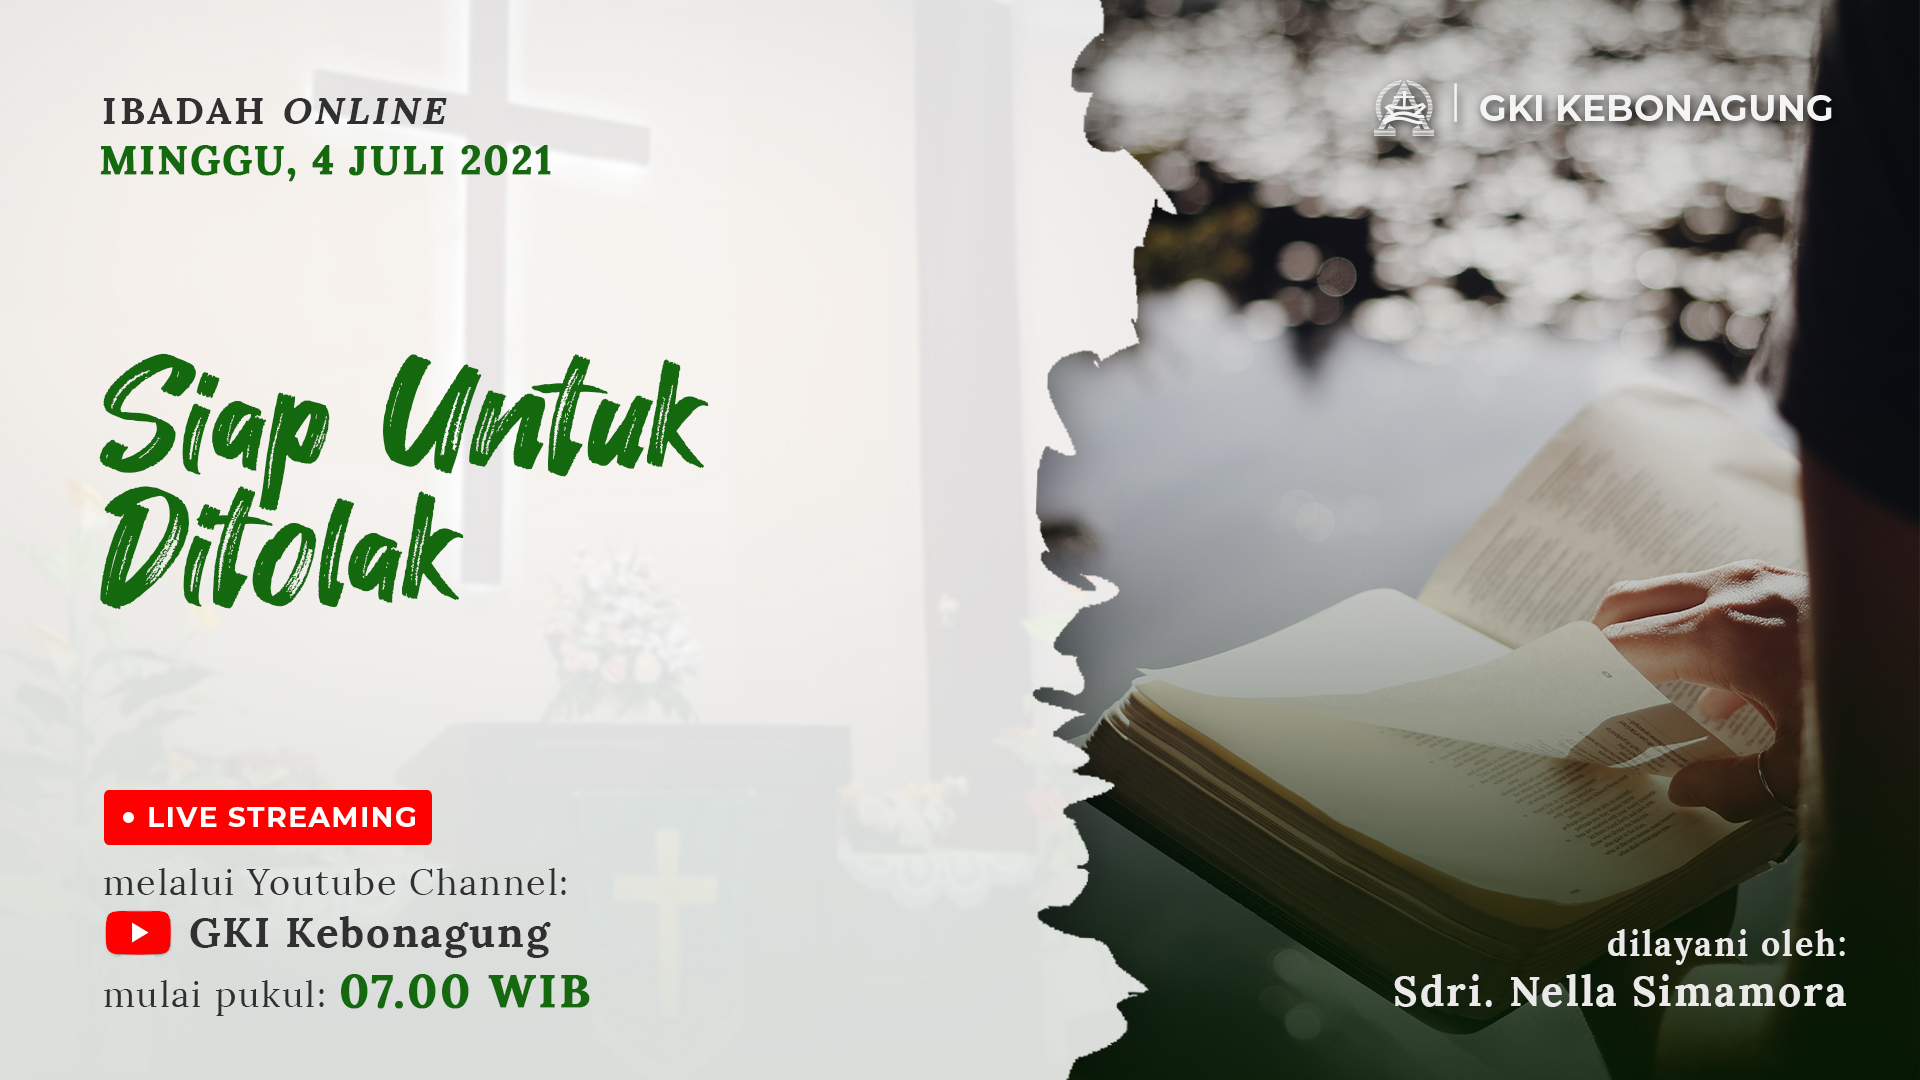 IBADAH ONLINE
MINGGU, 4 JULI 2021
GKI KEBONAGUNG
Siap Untuk
Ditolak
• LIVE STREAMING
melalui Youtube Channel:
GKI Kebonagung
mulai pukul: 07.00 WIB
dilayani oleh:
Sdri. Nella Simamora